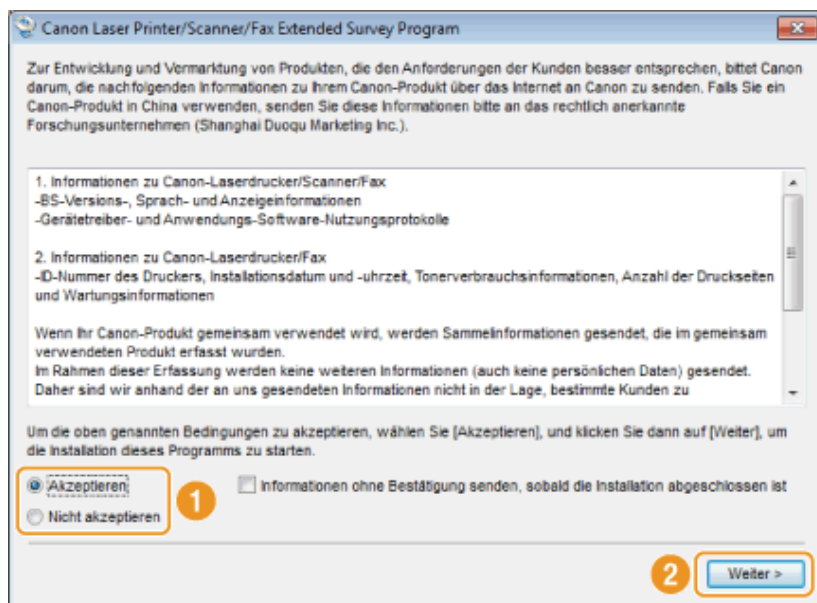 Canon Laser Printer/Scanner/Fax Extended Survey Program
Zur Entwicklung und Vermarktung von Produkten, die den Anforderungen der Kunden besser entsprechen, bittet Canon
darum, die nachfolgenden Informationen zu Ihrem Canon-Produkt über das Internet an Canon zu senden. Falls Sie ein
Canon-Produkt in China verwenden, senden Sie diese Informationen bitte an das rechtlich anerkannte
Forschungsunternehmen (Shanghai Duoqu Marketing Inc.).
1. Informationen zu Canon-Laserdrucker/Scanner/Fax
-BS-Versions-, Sprach- und Anzeigeinformationen
-Gerätetreiber- und Anwendungs-Software-Nutzungsprotokolle
2. Informationen zu Canon-Laserdrucker/Fax
-ID-Nummer des Druckers, Installationsdatum und -uhrzeit, Tonerverbrauchsinformationen, Anzahl der Druckseiten
und Wartungsinformationen
Wenn Ihr Canon-Produkt gemeinsam verwendet wird, werden Sammelinformationen gesendet, die im gemeinsam
verwendeten Produkt erfasst wurden.
Im Rahmen dieser Erfassung werden keine weiteren Informationen (auch keine persönlichen Daten) gesendet.
Daher sind wir anhand der an uns gesendeten Informationen nicht in der Lage, bestimmte Kunden zu
Um die oben genannten Bedingungen zu akzeptieren, wählen Sie [Akzeptieren], und klicken Sie dann auf [Weiter], um
die Installation dieses Programms zu starten.
Akzeptieren
1
Informationen ohne Bestätigung senden, sobald die Installation abgeschlossen ist
Nicht akzeptieren
2
Weiter >